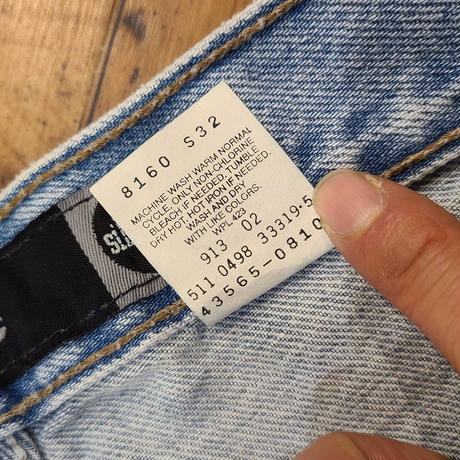 8160 S32
MACHINE WASH WARM NORMAL
CYCLE ONLY NON-CHLORINE
BLEACH IF NEEDED. TUMBLE
DRY HOT. HOT IRON IF NEEDED.
WASH AND DRY
WITH LIKE COLORS.
WPL 423
913 02
511 0498 33319-5
43565-0810